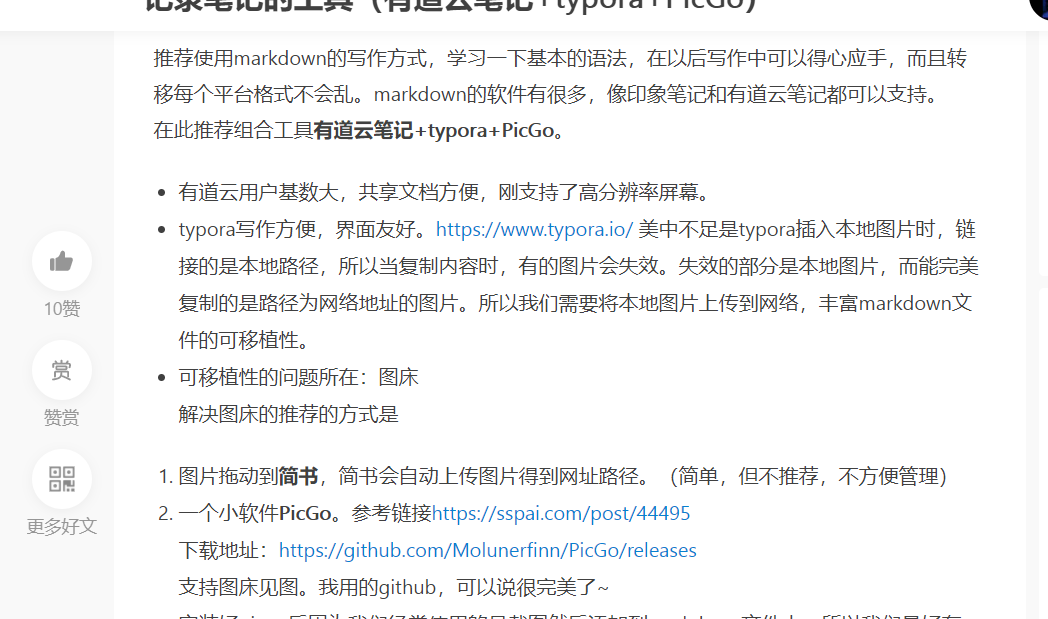 记录笔记的工具（有道云笔记+typora+PicGo）
推荐使用markdown的写作方式，学习一下基本的语法，在以后写作中可以得心应手，而且转
移每个平台格式不会乱。markdown的软件有很多，像印象笔记和有道云笔记都可以支持。
在此推荐组合工具有道云笔记+typora+PicGo。
有道云用户基数大，共享文档方便，刚支持了高分辨率屏幕。
typora写作方便，界面友好。https://www.typora.io/ 美中不足是typora插入本地图片时，链
接的是本地路径，所以当复制内容时，有的图片会失效。失效的部分是本地图片，而能完美
复制的是路径为网络地址的图片。所以我们需要将本地图片上传到网络，丰富markdown文
件的可移植性。
可移植性的问题所在：图床
解决图床的推荐的方式是
1. 图片拖动到简书，简书会自动上传图片得到网址路径。（简单，但不推荐，不方便管理）
2. 一个小软件PicGo。参考链接https://sspai.com/post/44495
下载地址：https://github.com/Molunerfinn/PicGo/releases
支持图床见图。我用的github，可以说很完美了~
10赞
赏
赞赏
更多好文